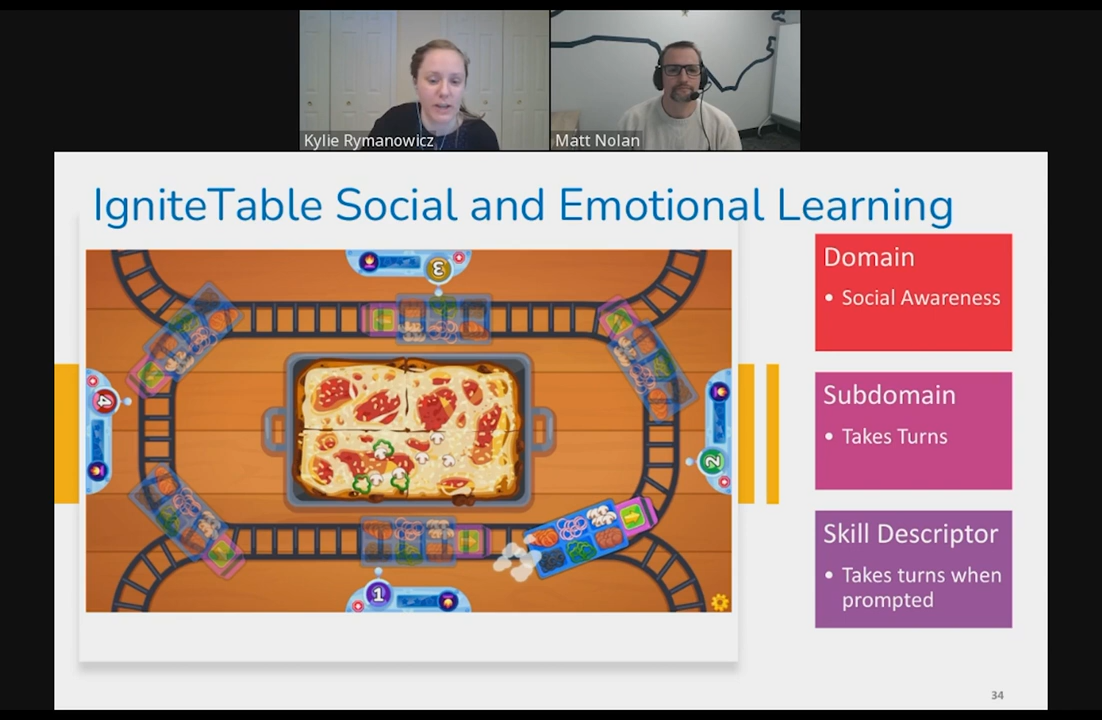 Kylie Rymanowicz
Matt Nolan
IgniteTable Social and Emotional Learning
3
4
2
1
Domain
• Social Awareness
Subdomain
• Takes Turns
Skill Descriptor
• Takes turns when
prompted
34